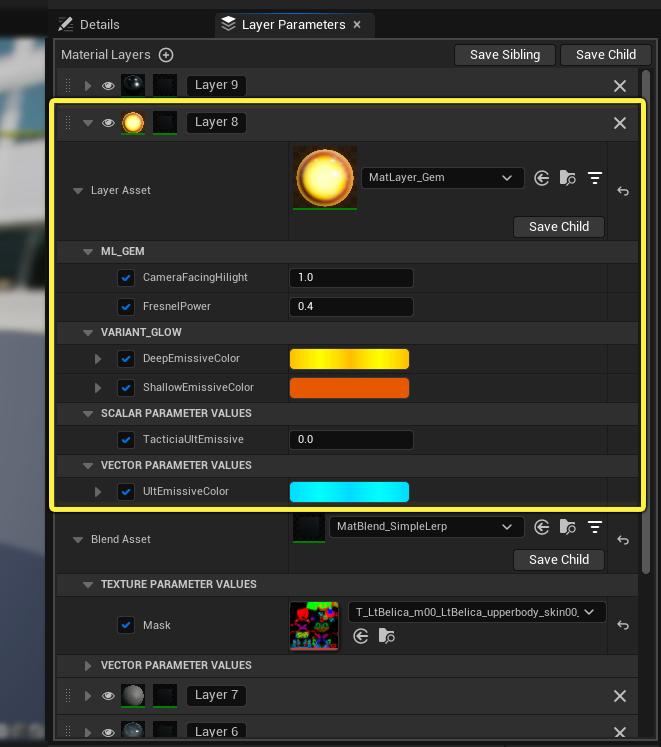 Details
Layer Parameters
Material Layers
Save Sibling
Save Child
Layer 9
Layer 8
Layer Asset
MatLayer_Gem
Save Child
ML_GEM
CameraFacingHilight
1.0
FresnelPower
0.4
VARIANT_GLOW
DeepEmissiveColor
ShallowEmissiveColor
SCALAR PARAMETER VALUES
TacticiaUltEmissive
0.0
VECTOR PARAMETER VALUES
UltEmissiveColor
Blend Asset
MatBlend_SimpleLerp
Save Child
TEXTURE PARAMETER VALUES
Mask
T_LtBelica_m00_LtBelica_upperbody_skin00_
VECTOR PARAMETER VALUES
Layer 7
Layer 6